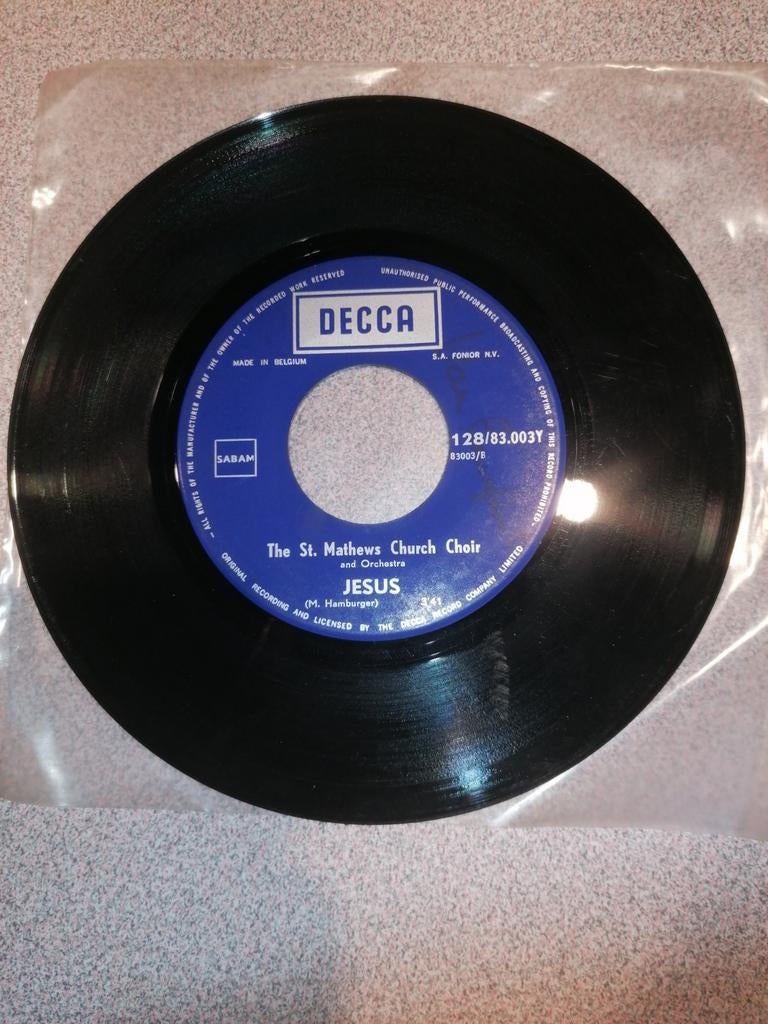 - ALL RIGHTS OF THE MANUFACTURER AND OF THE OWNER OF THE RECORDED WORK RESERVED
UNAUTHORISED PUBLIC PERFORMANCE BROADCASTING AND COPYING OF THIS RECORD PROHIBITED -
DECCA
MADE IN BELGIUM
S.A. FONIOR N.V.
SABAM
128/83.003Y
83003/B
The St. Mathews Church Choir
and Orchestra
JESUS
(M. Hamburger) 3'41
ORIGINAL RECORDING AND LICENSED BY THE DECCA RECORD COMPANY LIMITED